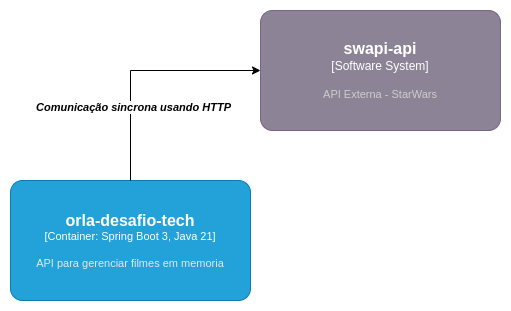 swapi-api
[Software System]
API Externa - StarWars
Comunicação sincrona usando HTTP
orla-desafio-tech
[Container: Spring Boot 3, Java 21]
API para gerenciar filmes em memoria